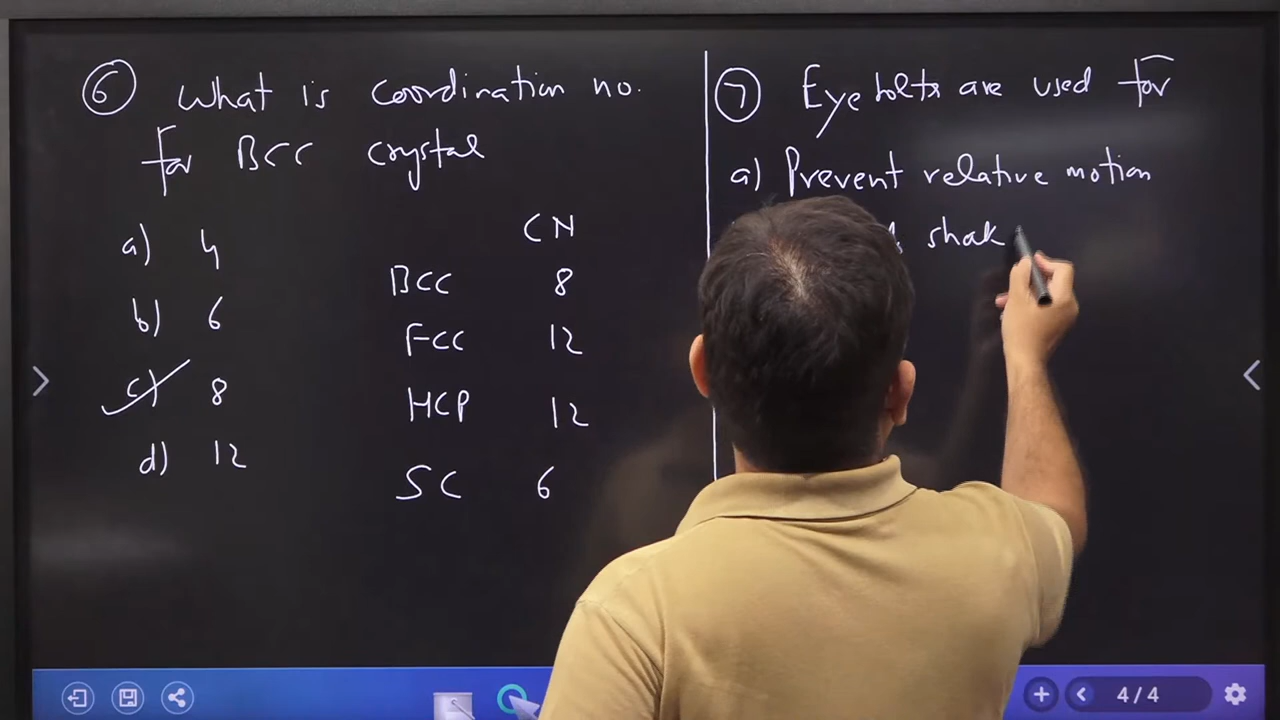 6 What is coordination no.
for BCC crystal
a) 4
b) 6
c) 8
d) 12
CN
BCC 8
FCC 12
HCP 12
SC 6
7 Eye bolts are used for
a) Prevent relative motion
shak
4/4